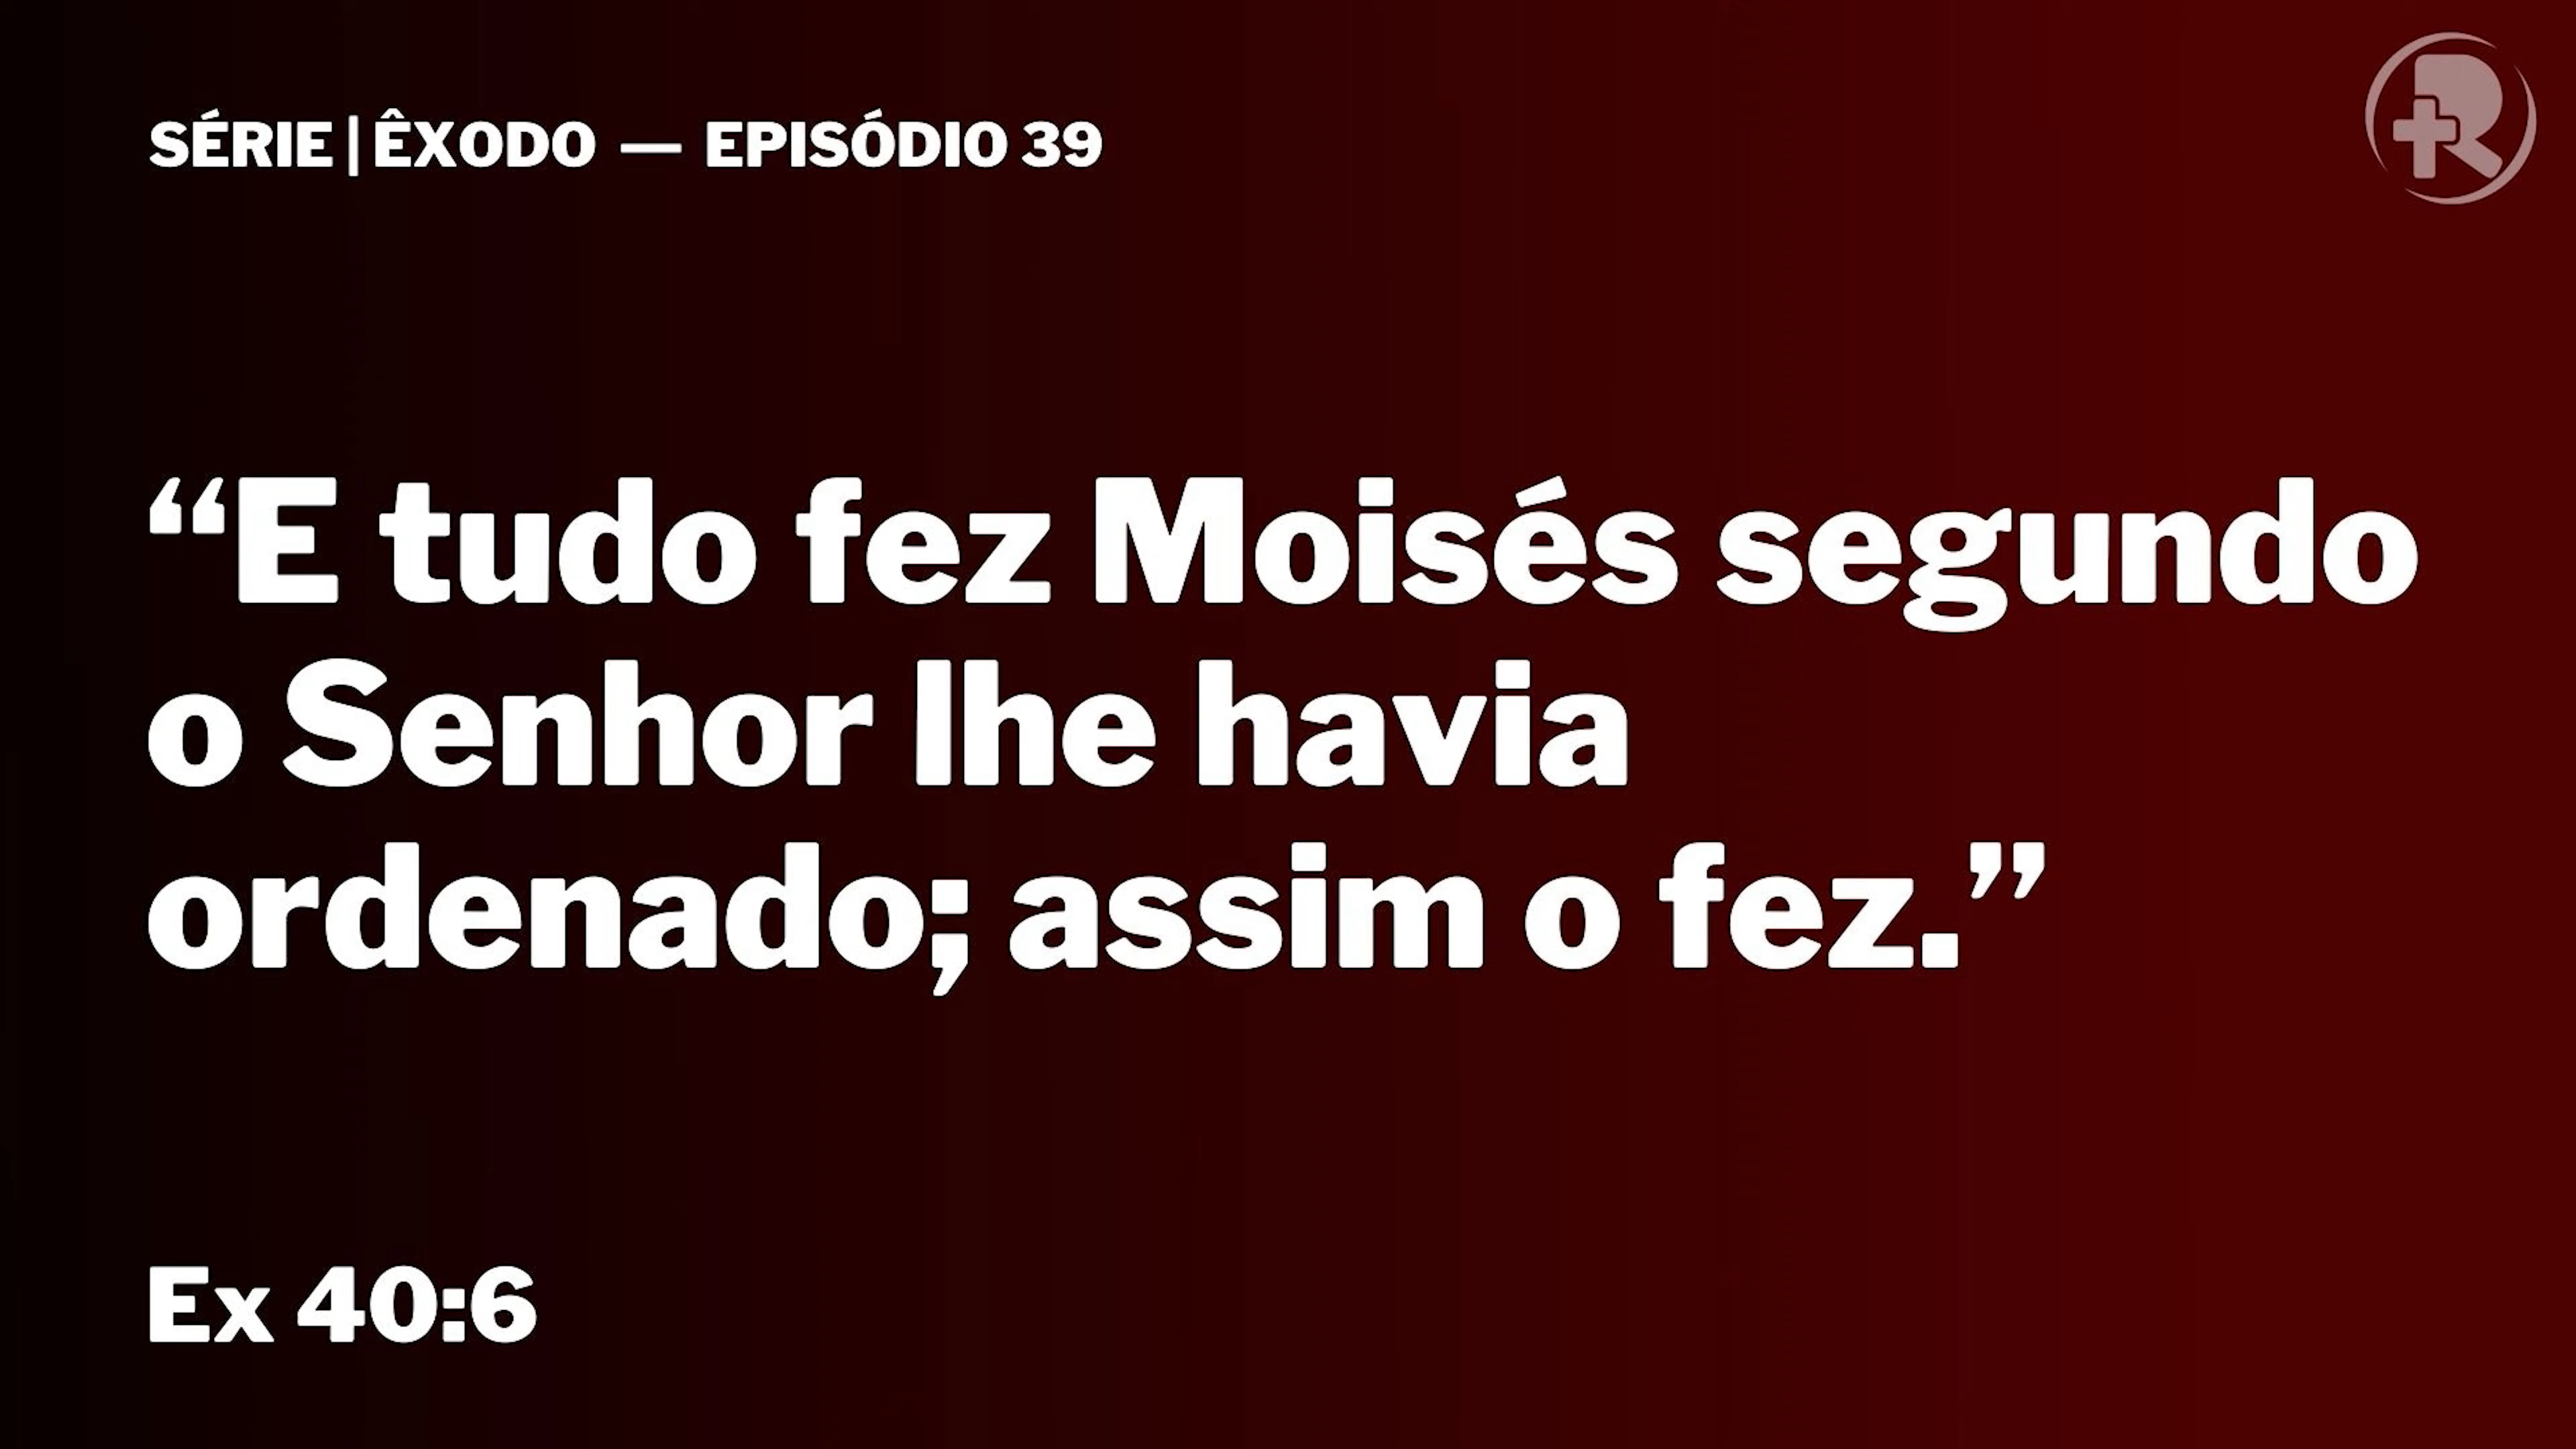 SÉRIE | ÊXODO — EPISÓDIO 39
“E tudo fez Moisés segundo
o Senhor lhe havia
ordenado; assim o fez.”
Ex 40:6